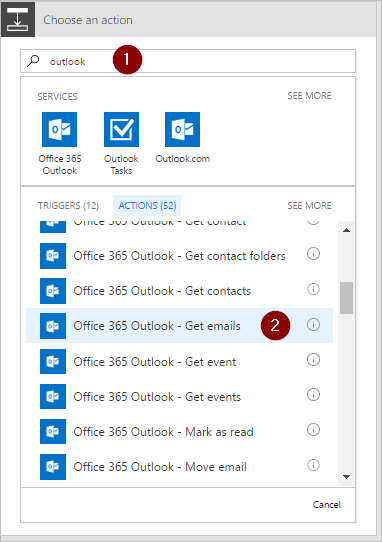 Choose an action
outlook
1
SERVICES
SEE MORE
Office 365
Outlook
Outlook
Tasks
Outlook.com
TRIGGERS (12) ACTIONS (52) SEE MORE
Office 365 Outlook - Get contact
Office 365 Outlook - Get contact folders
Office 365 Outlook - Get contacts
Office 365 Outlook - Get emails
2
Office 365 Outlook - Get event
Office 365 Outlook - Get events
Office 365 Outlook - Mark as read
Office 365 Outlook - Move email
Cancel